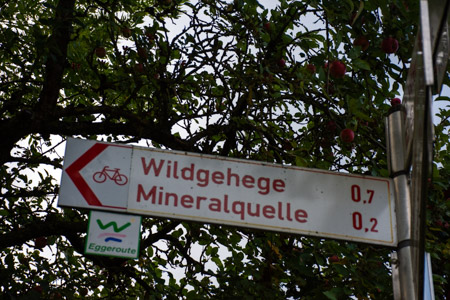 Wildgehege 0,7
Mineralquelle 0,2
Eggeroute